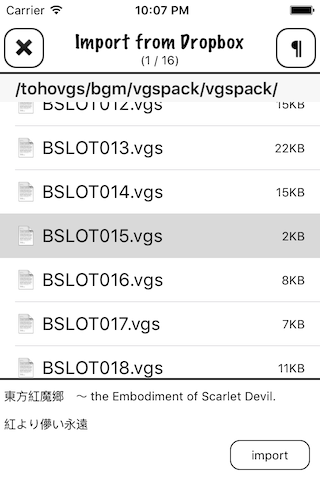 Carrier 10:07 PM
Import from Dropbox
(1 / 16)
¶
/tohovgs/bgm/vgspack/vgspack/
BSLOT012.vgs 15KB
BSLOT013.vgs 22KB
BSLOT014.vgs 15KB
BSLOT015.vgs 2KB
BSLOT016.vgs 8KB
BSLOT017.vgs 7KB
BSLOT018.vgs 11KB
東方紅魔郷　～ the Embodiment of Scarlet Devil.
紅より儚い永遠
import